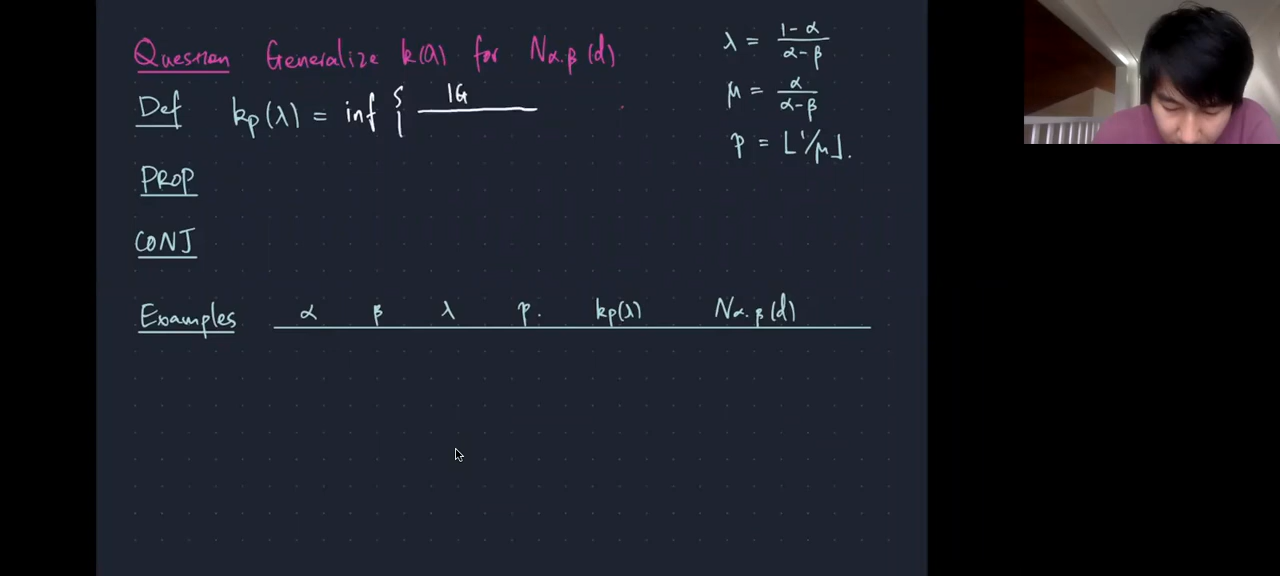 Question Generalize k(λ) for Nα.β(d)
Def kp(λ) = inf { |G
PROP
CONJ
Examples α β λ p. kp(λ) Nα.β(d)
λ = (1-α)/(α-β)
μ = α/(α-β)
p = ⌊1/μ⌋.